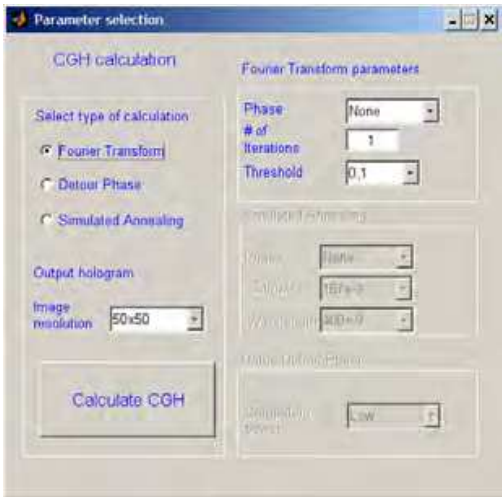 Parameter selection
CGH calculation
Select type of calculation
Fourier Transform
Detour Phase
Simulated Annealing
Output hologram
Image resolution
50x50
Calculate CGH
Fourier Transform parameters
Phase
None
# of Iterations
1
Threshold
0,1
Simulated Annealing
None
Low